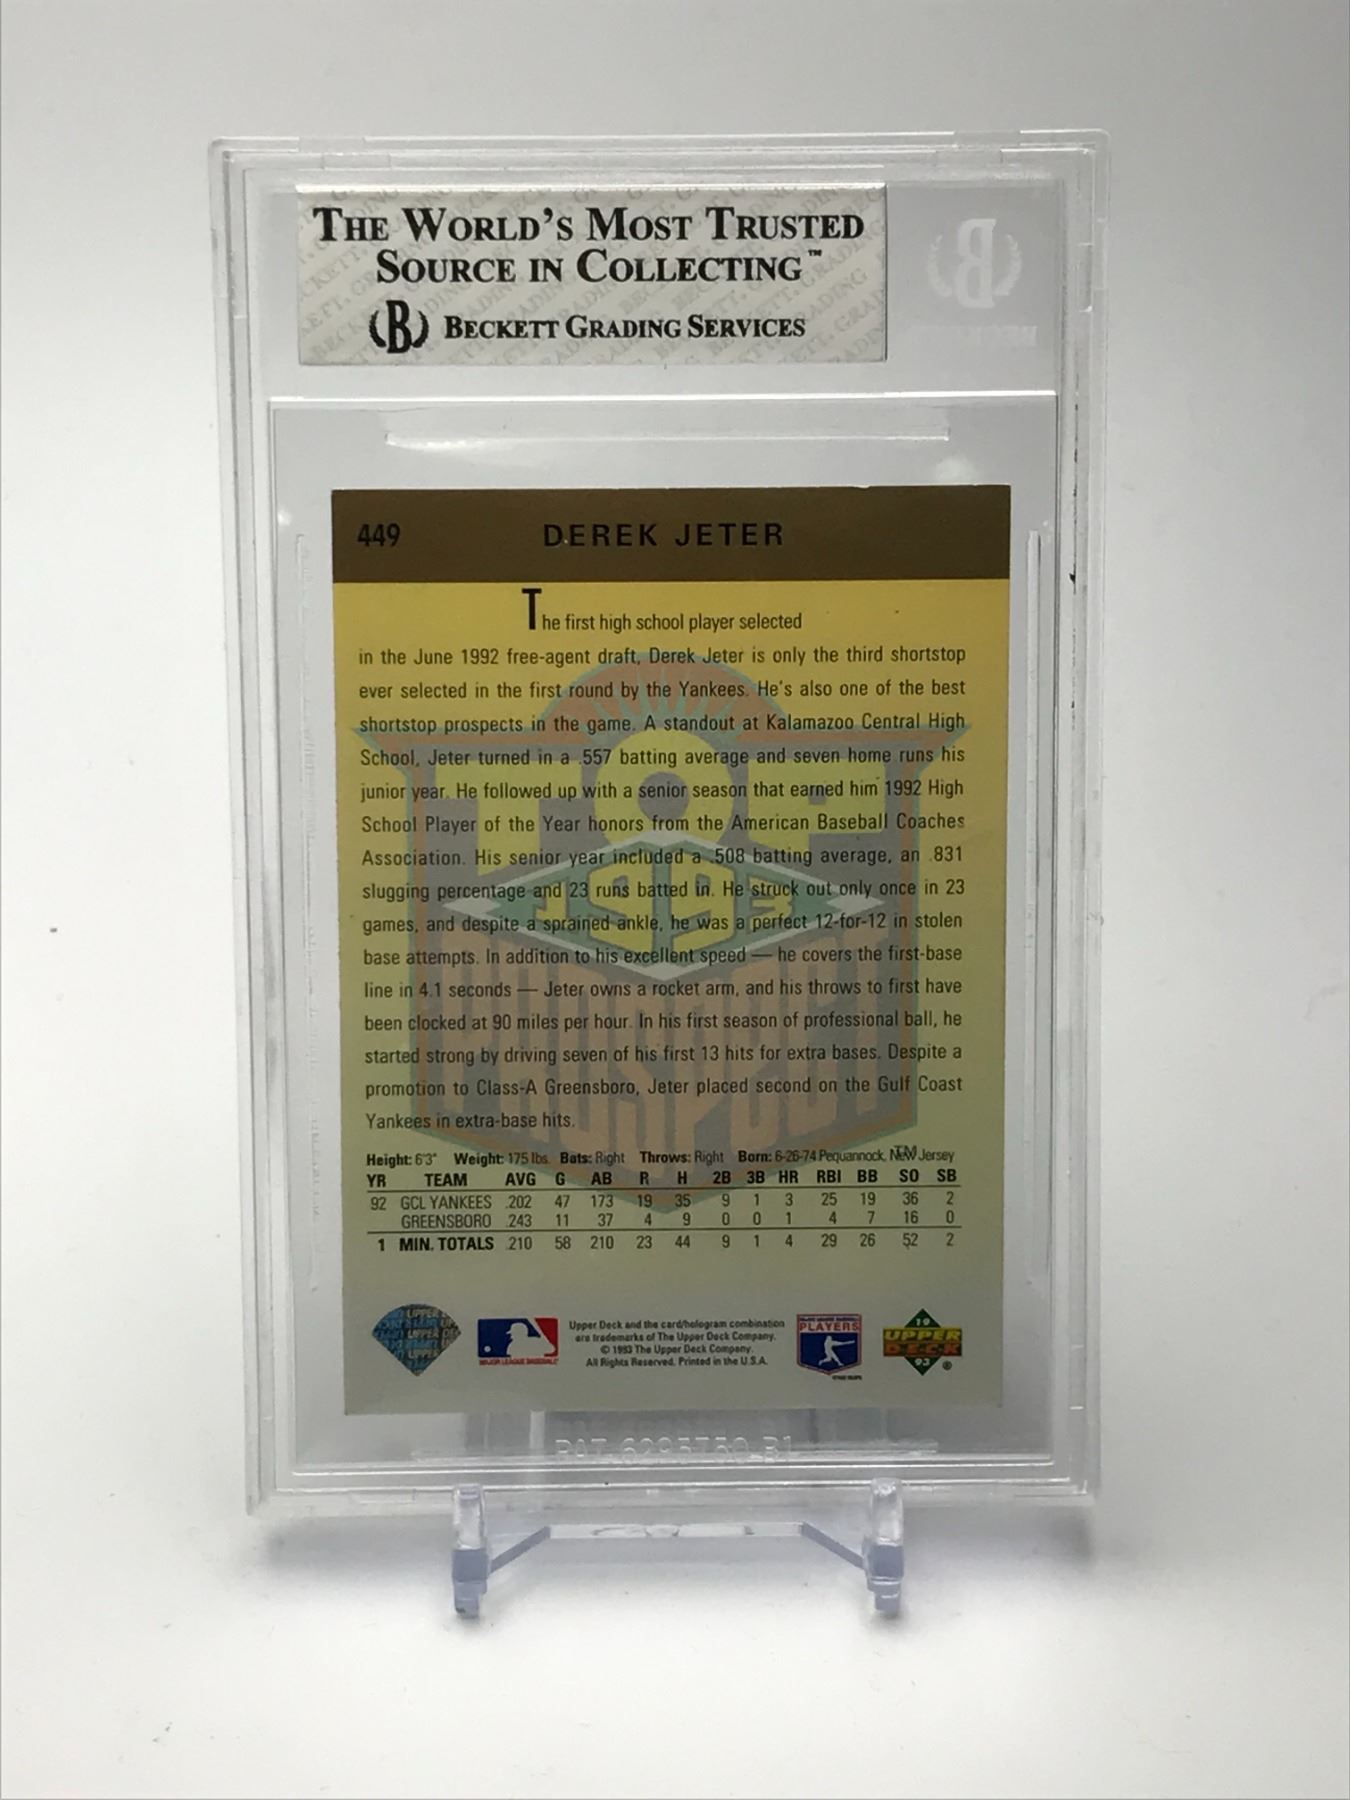 THE WORLD'S MOST TRUSTED
SOURCE IN COLLECTING™
B BECKETT GRADING SERVICES
449 DEREK JETER
The first high school player selected
in the June 1992 free-agent draft, Derek Jeter is only the third shortstop
ever selected in the first round by the Yankees. He's also one of the best
shortstop prospects in the game. A standout at Kalamazoo Central High
School, Jeter turned in a .557 batting average and seven home runs his
junior year. He followed up with a senior season that earned him 1992 High
School Player of the Year honors from the American Baseball Coaches
Association. His senior year included a .508 batting average, an .831
slugging percentage and 23 runs batted in. He struck out only once in 23
games, and despite a sprained ankle, he was a perfect 12-for-12 in stolen
base attempts. In addition to his excellent speed — he covers the first-base
line in 4.1 seconds — Jeter owns a rocket arm, and his throws to first have
been clocked at 90 miles per hour. In his first season of professional ball, he
started strong by driving seven of his first 13 hits for extra bases. Despite a
promotion to Class-A Greensboro, Jeter placed second on the Gulf Coast
Yankees in extra-base hits.
TOP
1993
PROSPECT
TM
Height: 6'3" Weight: 175 lbs. Bats: Right Throws: Right Born: 6-26-74 Pequannock, New Jersey
YR TEAM AVG G AB R H 2B 3B HR RBI BB SO SB
92 GCL YANKEES .202 47 173 19 35 9 1 3 25 19 36 2
GREENSBORO .243 11 37 4 9 0 0 1 4 7 16 0
1 MIN. TOTALS .210 58 210 23 44 9 1 4 29 26 52 2
UPPER DECK
MAJOR LEAGUE BASEBALL
Upper Deck and the card/hologram combination
are trademarks of The Upper Deck Company.
© 1993 The Upper Deck Company.
All Rights Reserved. Printed in the U.S.A.
PLAYERS
19
UPPER
DECK
93 ®
PAT. 6293730 B1